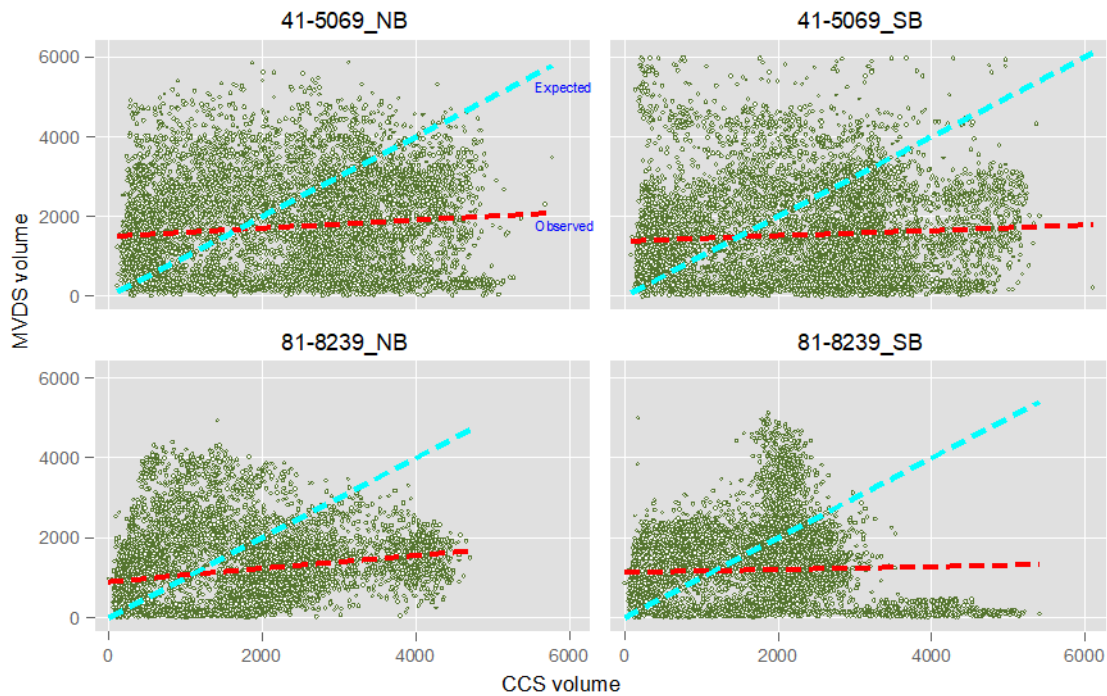 41-5069_NB
41-5069_SB
6000
4000
2000
0
Expected
Observed
MVDS volume
81-8239_NB
81-8239_SB
6000
4000
2000
0
0 2000 4000 6000
0 2000 4000 6000
CCS volume